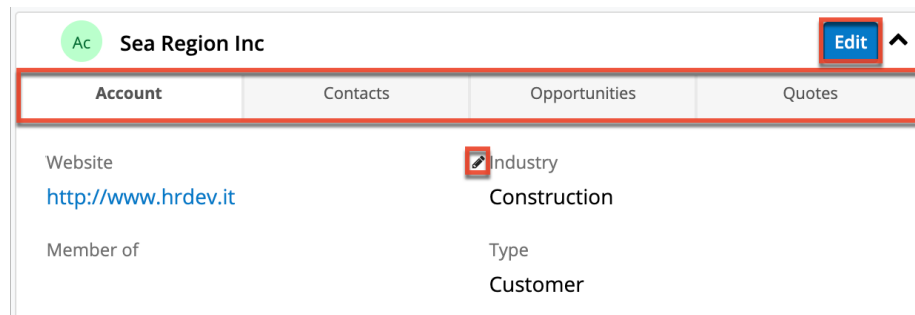 Ac Sea Region Inc Edit
Account Contacts Opportunities Quotes
Website Industry
http://www.hrdev.it Construction
Member of Type
Customer